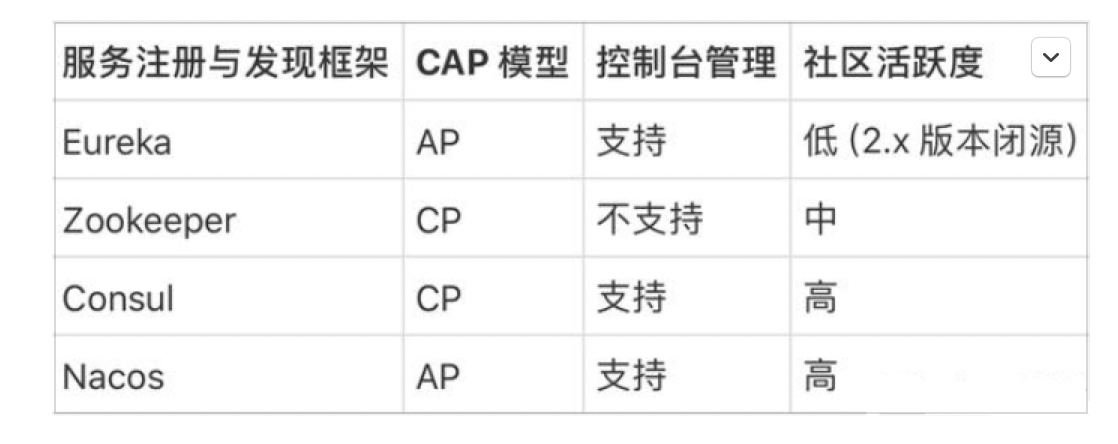 服务注册与发现框架 CAP 模型 控制台管理 社区活跃度
Eureka AP 支持 低 (2.x 版本闭源)
Zookeeper CP 不支持 中
Consul CP 支持 高
Nacos AP 支持 高